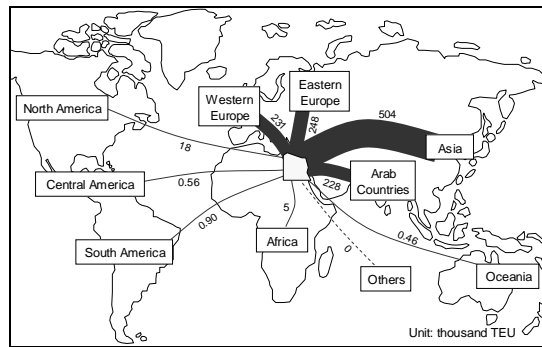 North America
Western
Europe
Eastern
Europe
504
231
248
Asia
18
Central America
0.56
228
Arab
Countries
0.90
5
South America
Africa
0.46
0
Others
Oceania
Unit: thousand TEU